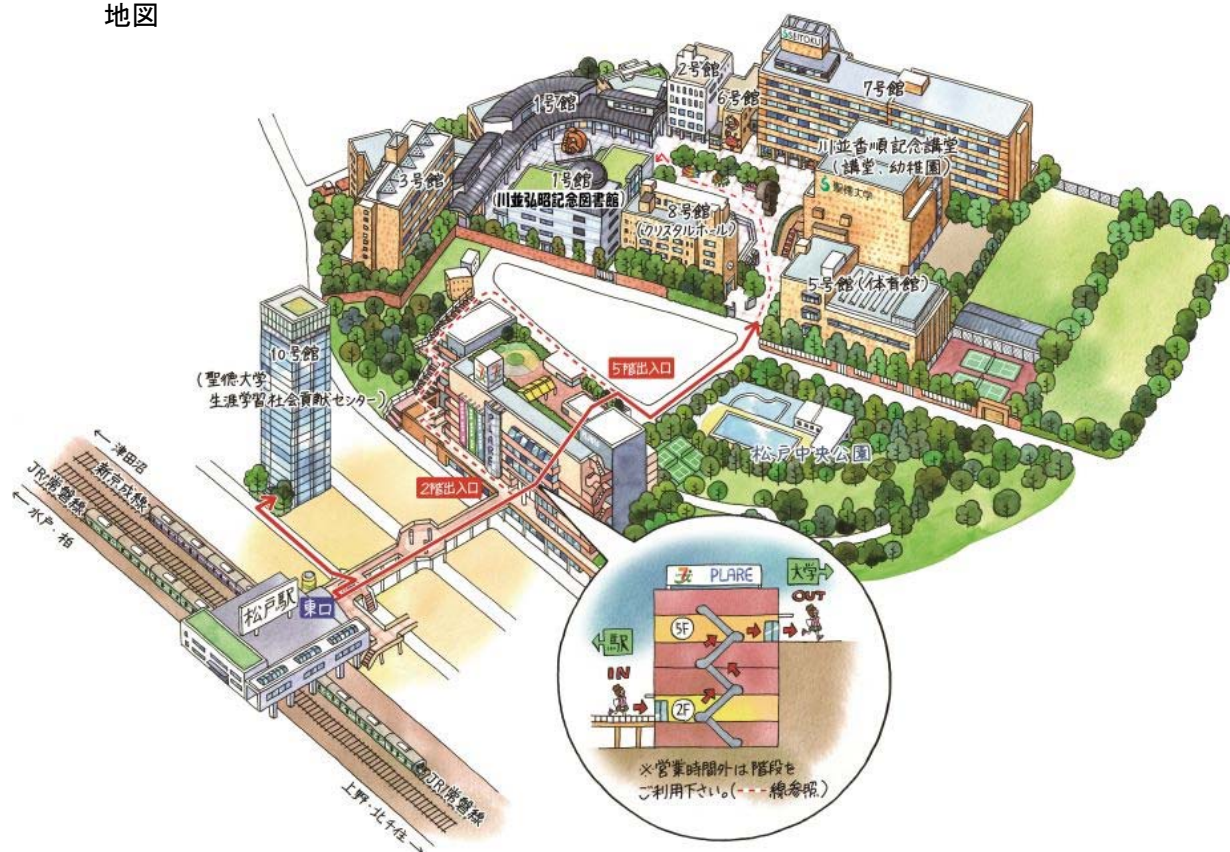 地図
SEITOKU
2号館
7号館
6号館
1号館
川並香順記念講堂
(講堂、幼稚園)
3号館
1号館
(川並弘昭記念図書館)
聖徳大学
8号館
(クリスタルホール)
5号館(体育館)
10号館
(聖徳大学
生涯学習社会貢献センター)
5階出入口
PLARE
PLARE
松戸中央公園
2階出入口
←津田沼
新京成線
JR常磐線
←水戸・柏
松戸駅
東口
PLARE
大学
OUT
5F
駅
IN
2F
※営業時間外は階段を
ご利用下さい。(----線参照)
JR常磐線
上野・北千住→